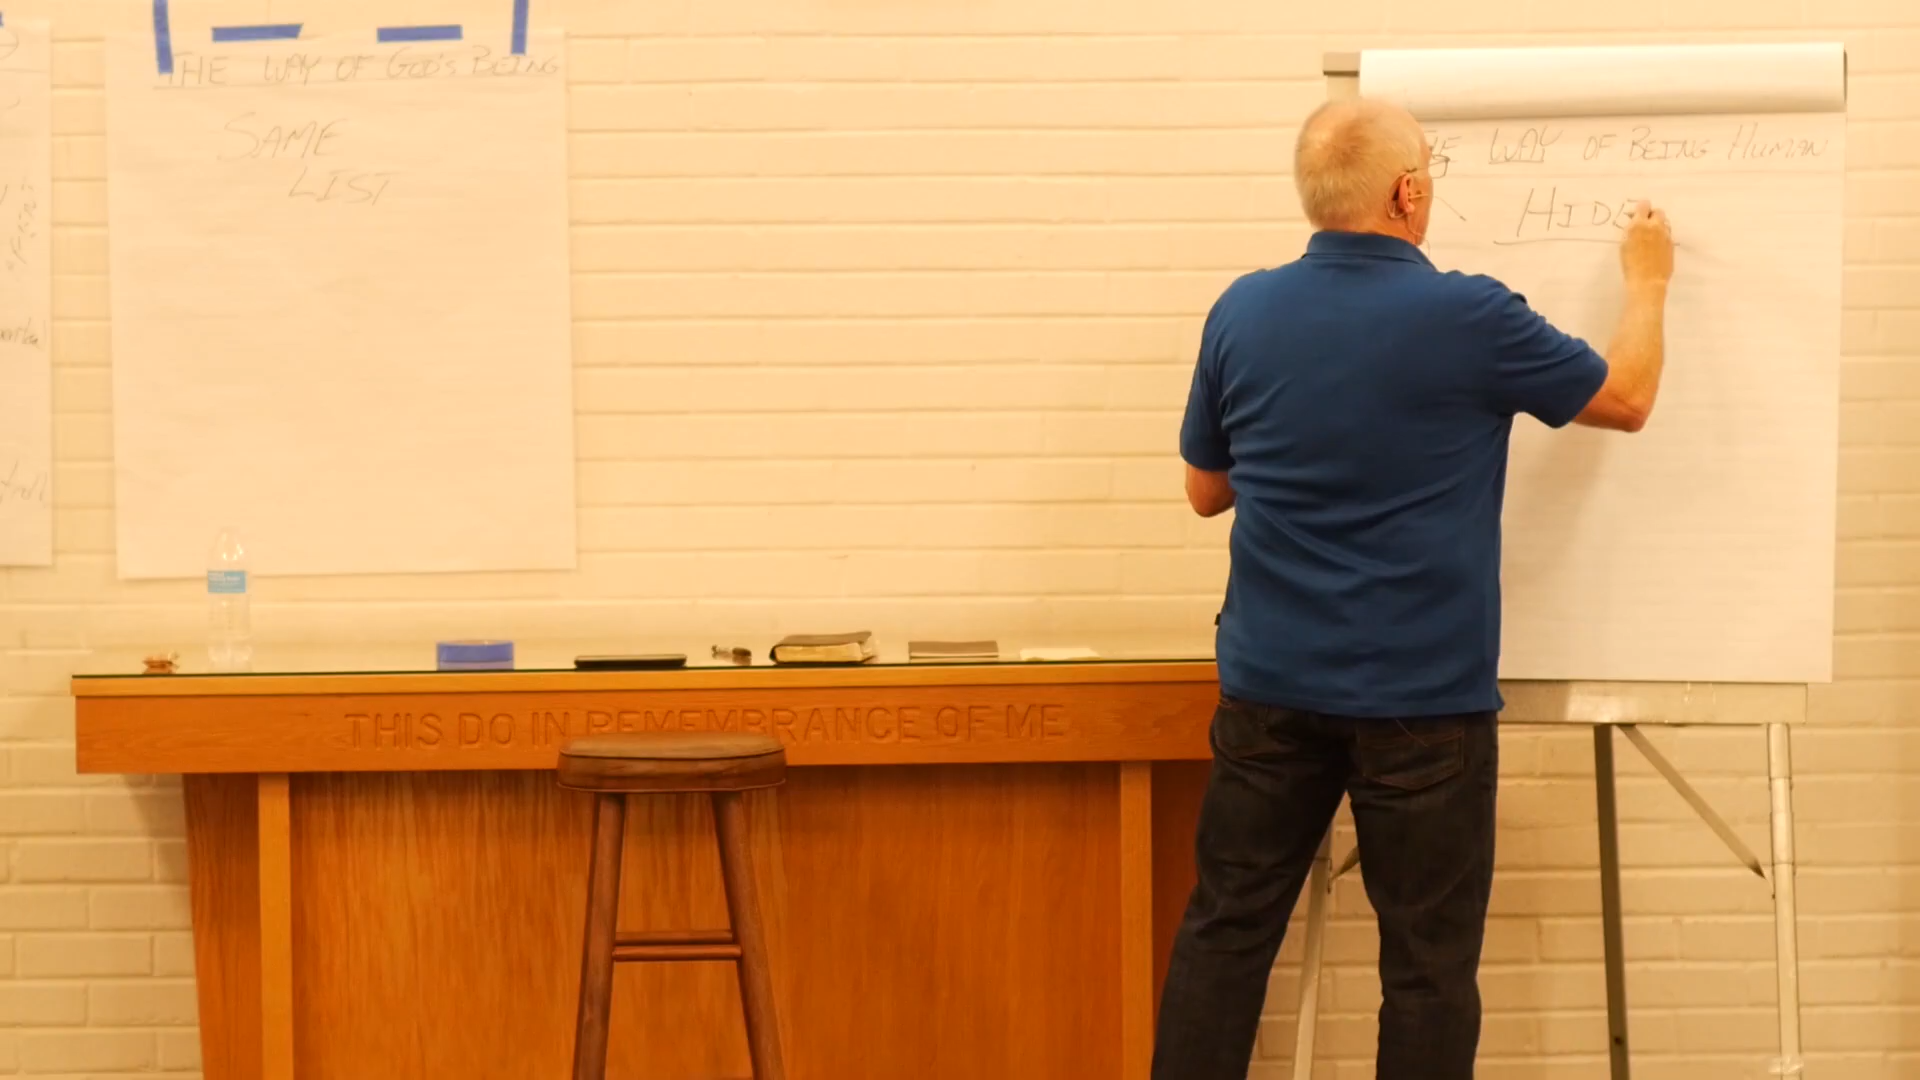 THE WAY OF GOD'S BEING
SAME
LIST
THE WAY OF BEING HUMAN
HIDE
THIS DO IN REMEMBRANCE OF ME